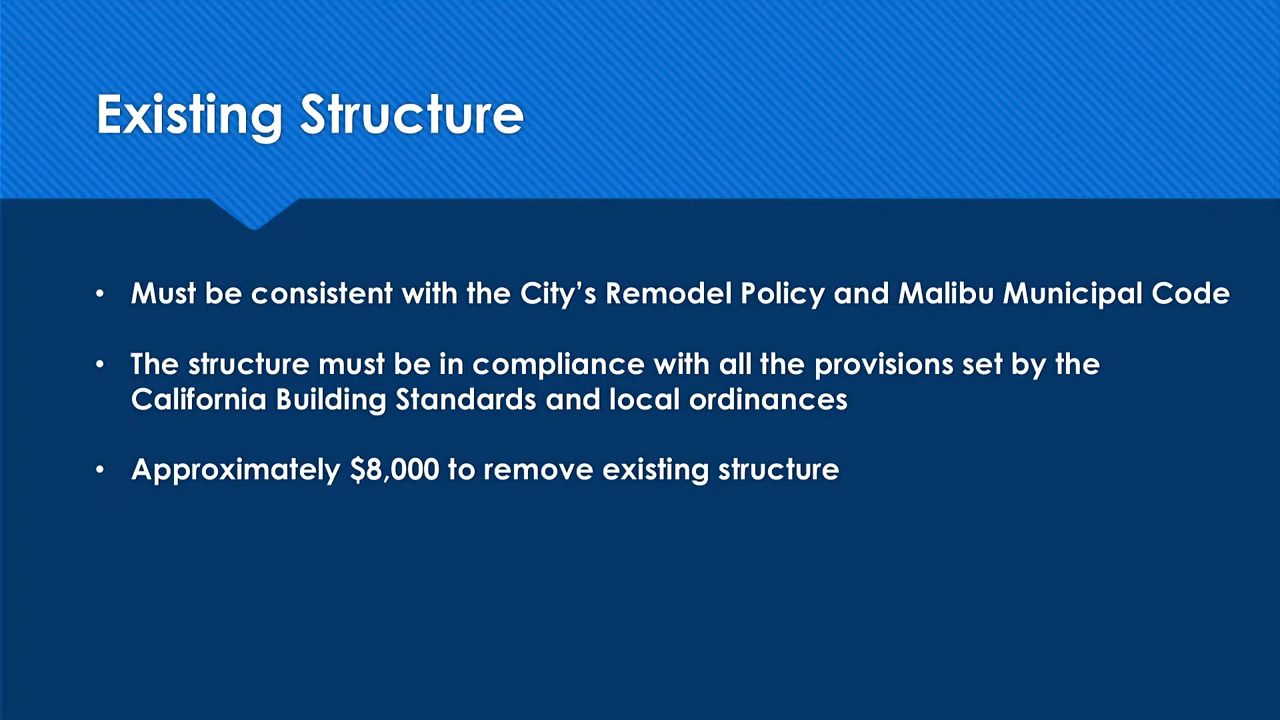 Existing Structure
• Must be consistent with the City’s Remodel Policy and Malibu Municipal Code
• The structure must be in compliance with all the provisions set by the
California Building Standards and local ordinances
• Approximately $8,000 to remove existing structure